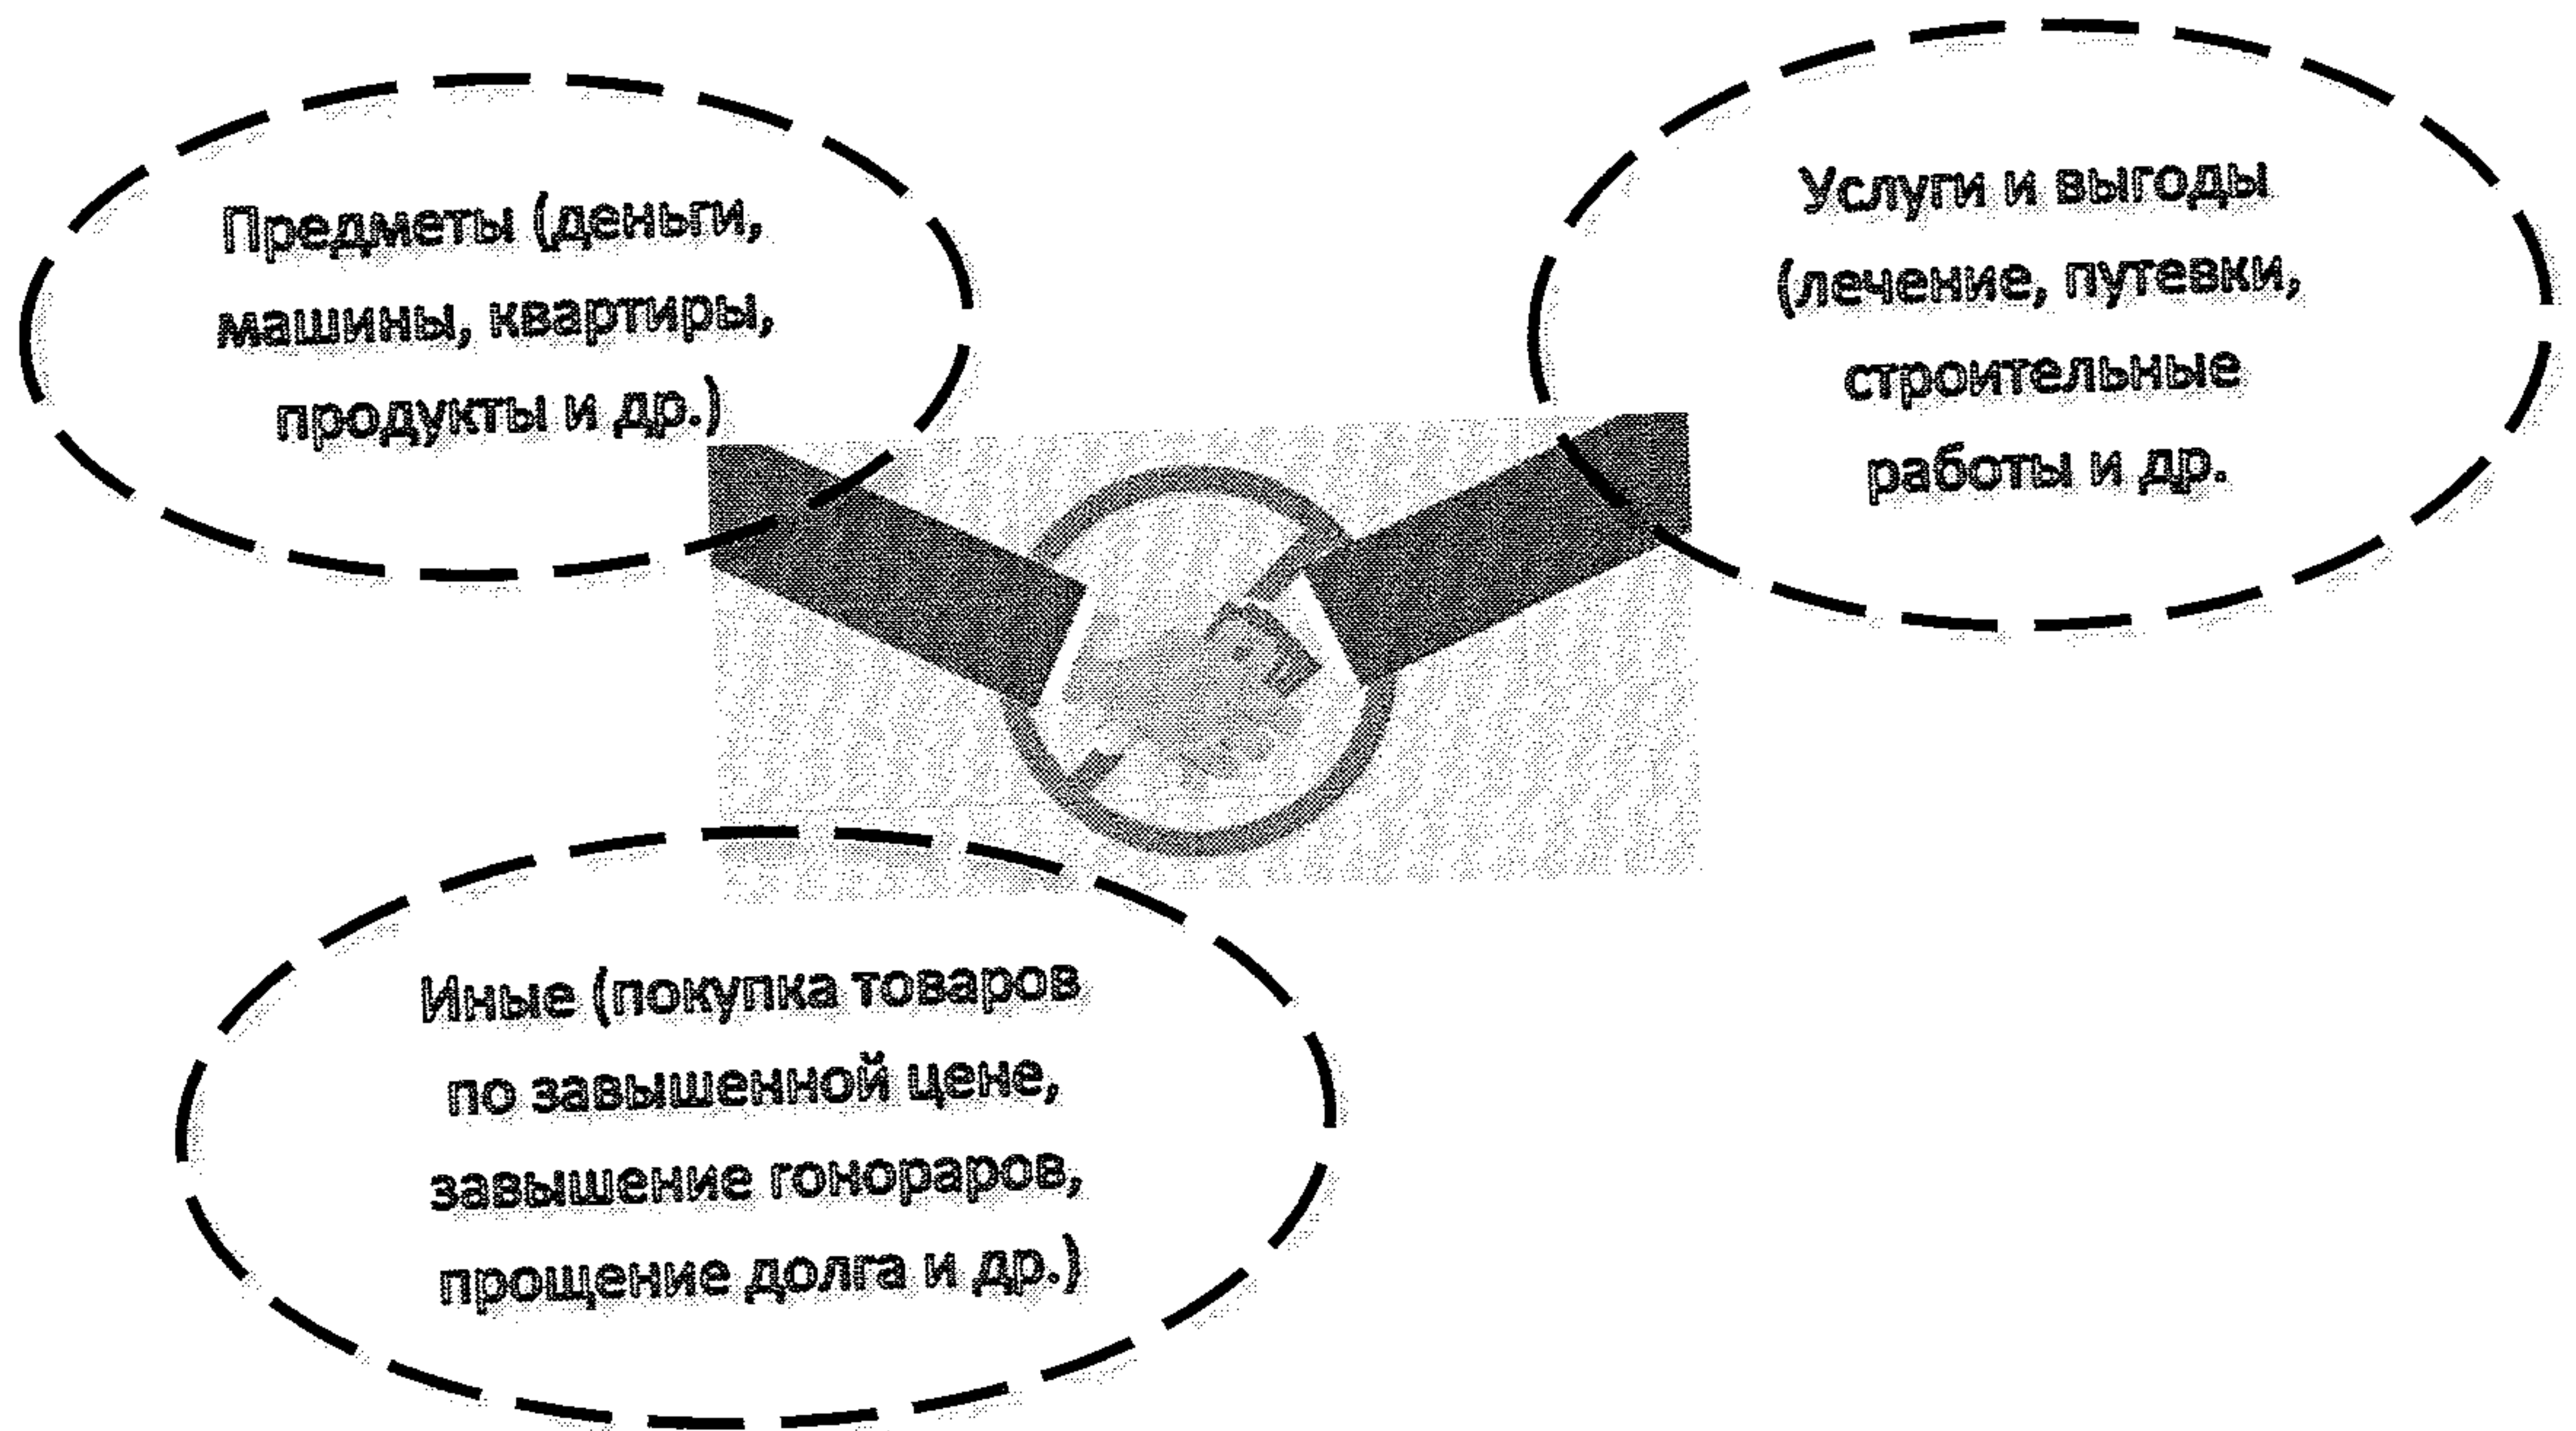 Предметы (деньги,
машины, квартиры,
продукты и др.)
Услуги и выгоды
(лечение, путевки,
строительные
работы и др.
Иные (покупка товаров
по завышенной цене,
завышение гонораров,
прощение долга и др.)